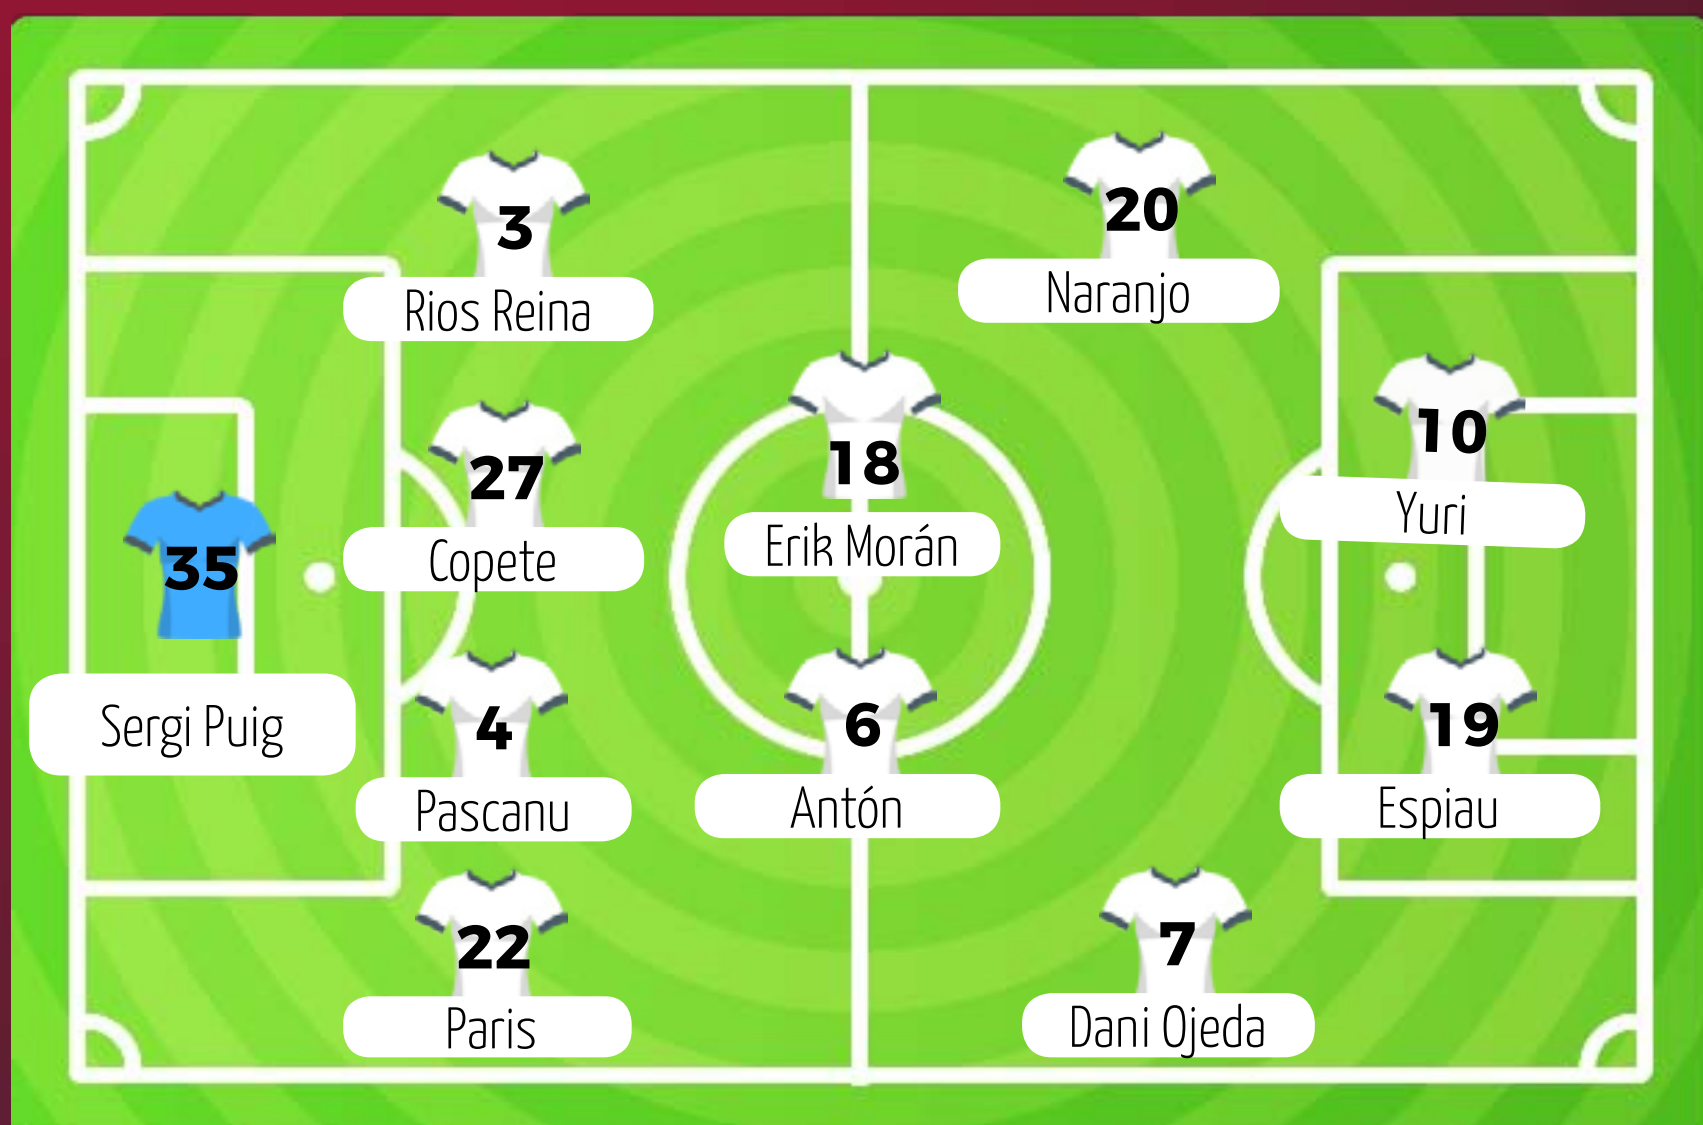 3
Rios Reina
20
Naranjo
27
Copete
18
Erik Morán
10
Yuri
35
Sergi Puig
4
Pascanu
6
Antón
19
Espiau
22
Paris
7
Dani Ojeda